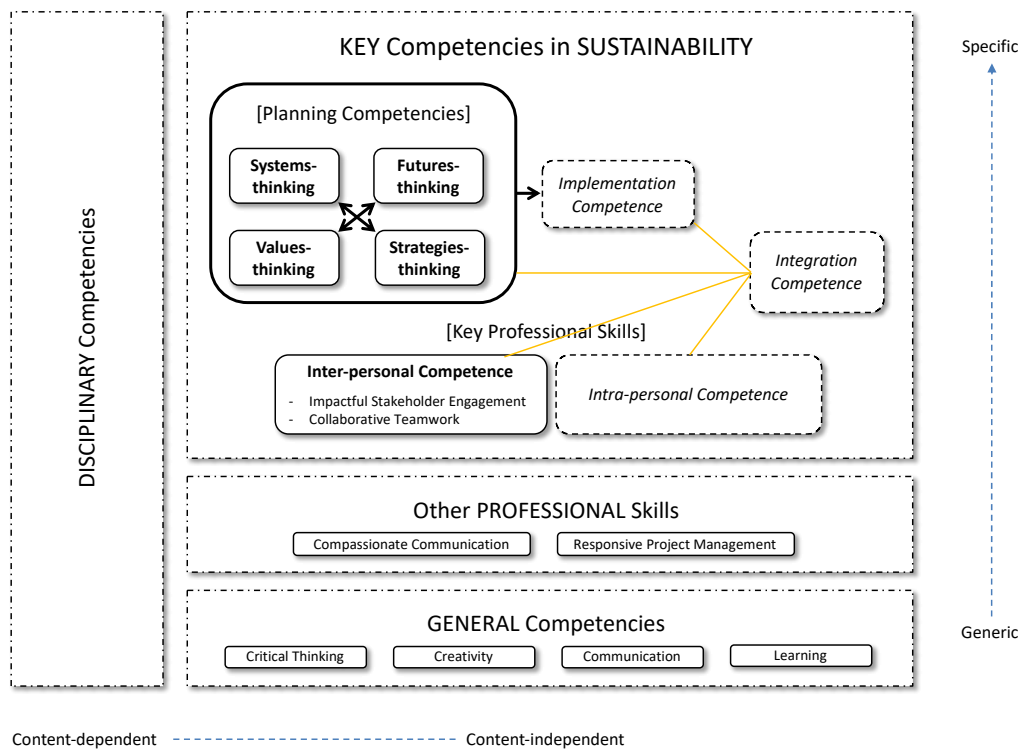 DISCIPLINARY Competencies
KEY Competencies in SUSTAINABILITY
[Planning Competencies]
Systems-
thinking
Futures-
thinking
Values-
thinking
Strategies-
thinking
Implementation
Competence
Integration
Competence
[Key Professional Skills]
Inter-personal Competence
- Impactful Stakeholder Engagement
- Collaborative Teamwork
Intra-personal Competence
Other PROFESSIONAL Skills
Compassionate Communication
Responsive Project Management
GENERAL Competencies
Critical Thinking
Creativity
Communication
Learning
Specific
Generic
Content-dependent
Content-independent